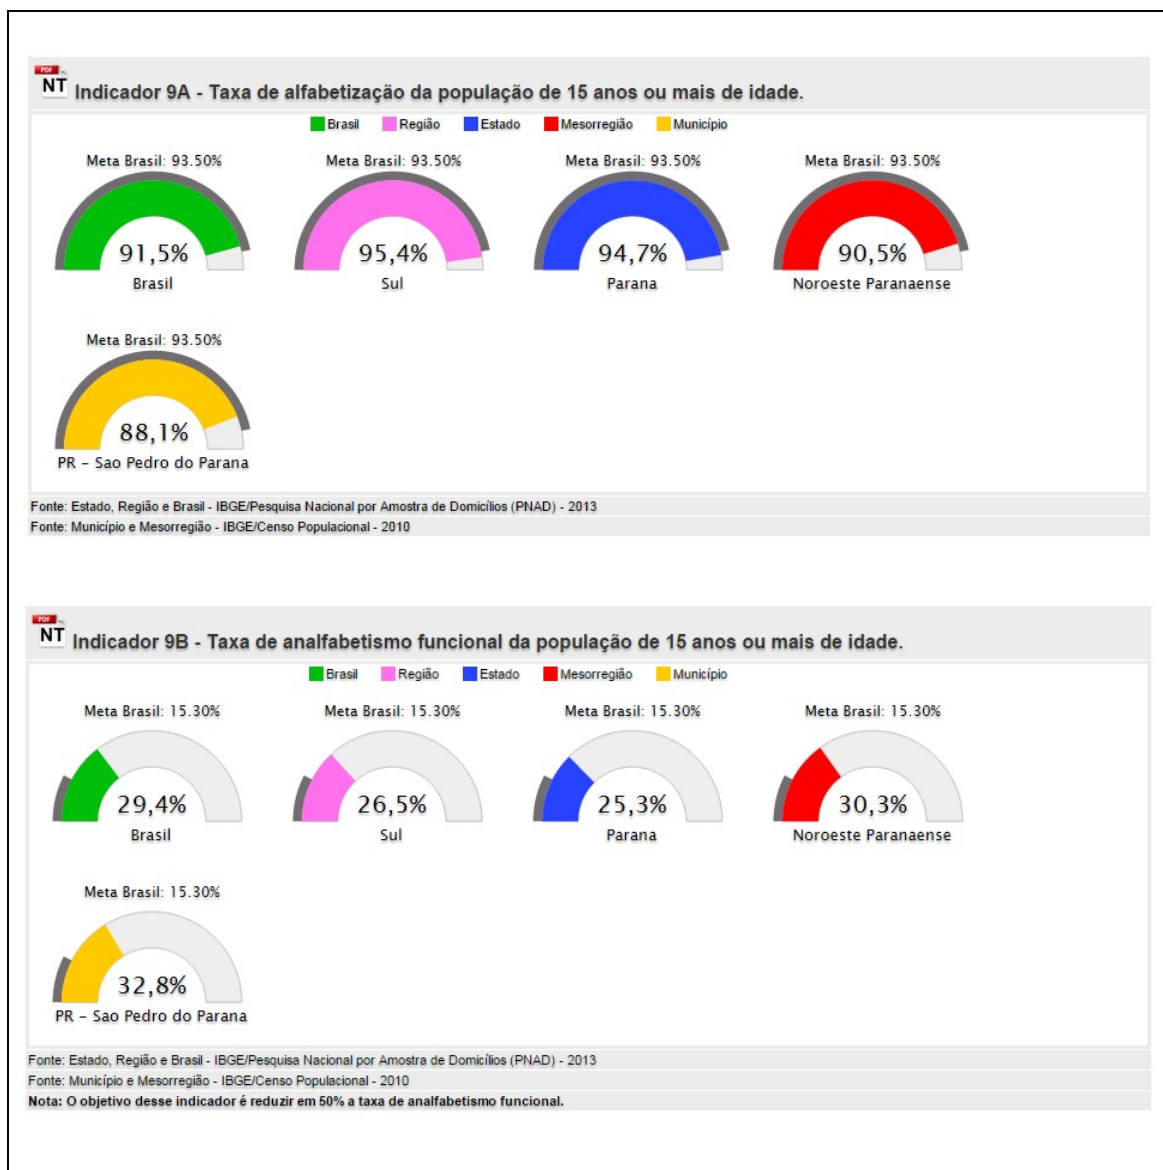 PDF
NT Indicador 9A - Taxa de alfabetização da população de 15 anos ou mais de idade.
Brasil Região Estado Mesorregião Município
Meta Brasil: 93.50% Meta Brasil: 93.50% Meta Brasil: 93.50% Meta Brasil: 93.50%
91,5% 95,4% 94,7% 90,5%
Brasil Sul Parana Noroeste Paranaense
Meta Brasil: 93.50%
88,1%
PR – Sao Pedro do Parana
Fonte: Estado, Região e Brasil - IBGE/Pesquisa Nacional por Amostra de Domicílios (PNAD) - 2013
Fonte: Município e Mesorregião - IBGE/Censo Populacional - 2010
PDF
NT Indicador 9B - Taxa de analfabetismo funcional da população de 15 anos ou mais de idade.
Brasil Região Estado Mesorregião Município
Meta Brasil: 15.30% Meta Brasil: 15.30% Meta Brasil: 15.30% Meta Brasil: 15.30%
29,4% 26,5% 25,3% 30,3%
Brasil Sul Parana Noroeste Paranaense
Meta Brasil: 15.30%
32,8%
PR – Sao Pedro do Parana
Fonte: Estado, Região e Brasil - IBGE/Pesquisa Nacional por Amostra de Domicílios (PNAD) - 2013
Fonte: Município e Mesorregião - IBGE/Censo Populacional - 2010
Nota: O objetivo desse indicador é reduzir em 50% a taxa de analfabetismo funcional.